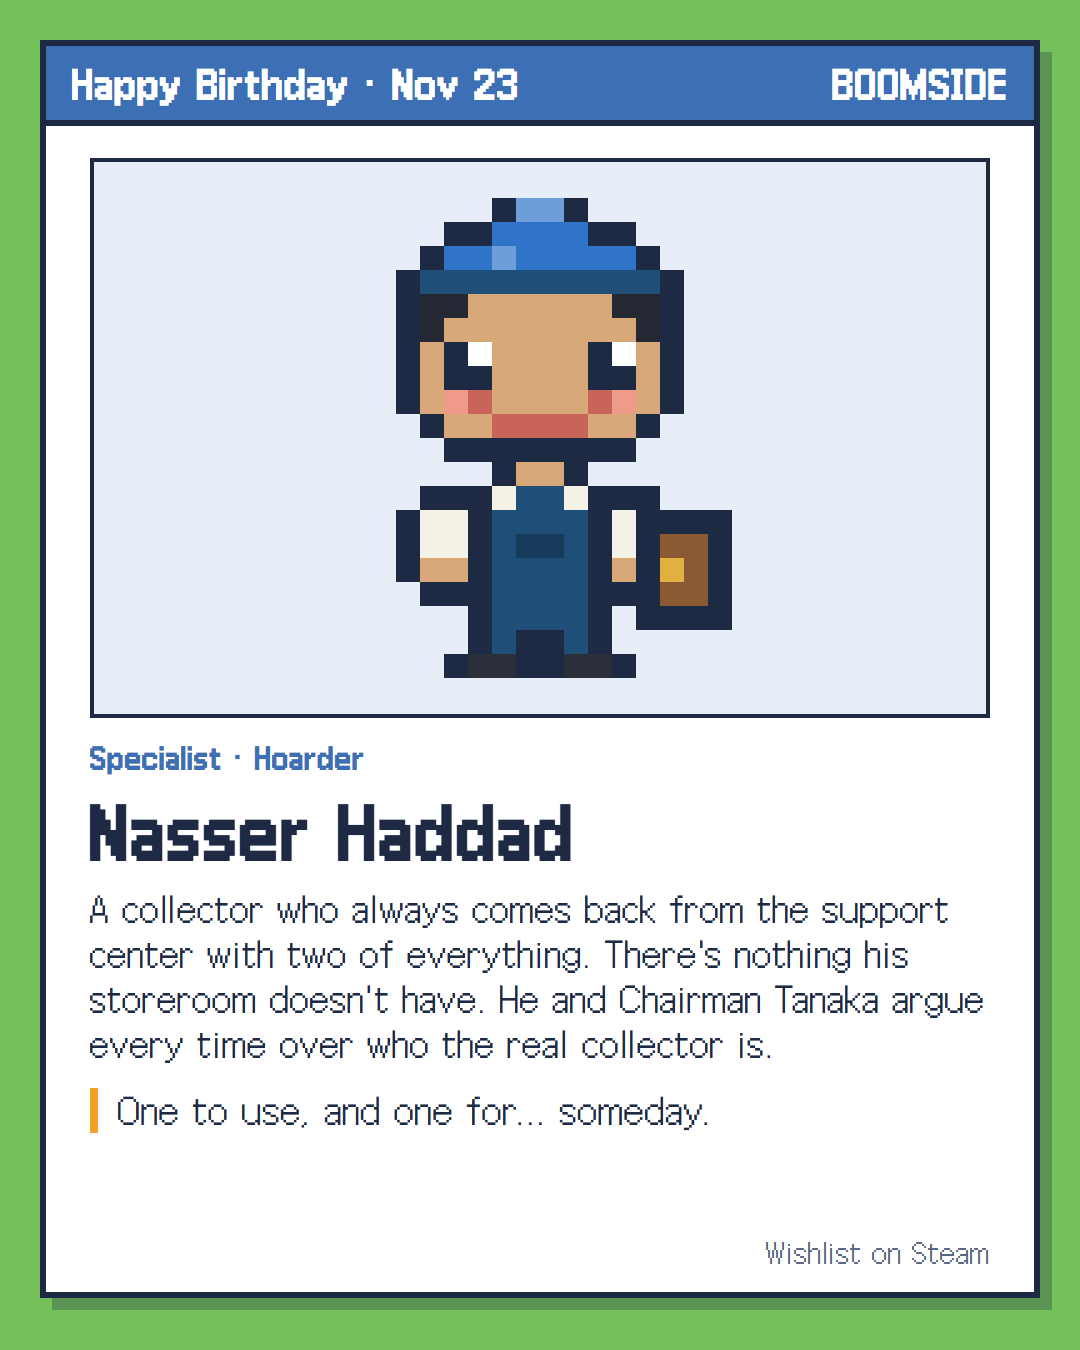 Happy Birthday · Nov 23
BOOMSIDE
Specialist · Hoarder
Nasser Haddad
A collector who always comes back from the support
center with two of everything. There's nothing his
storeroom doesn't have. He and Chairman Tanaka argue
every time over who the real collector is.
One to use, and one for... someday.
Wishlist on Steam